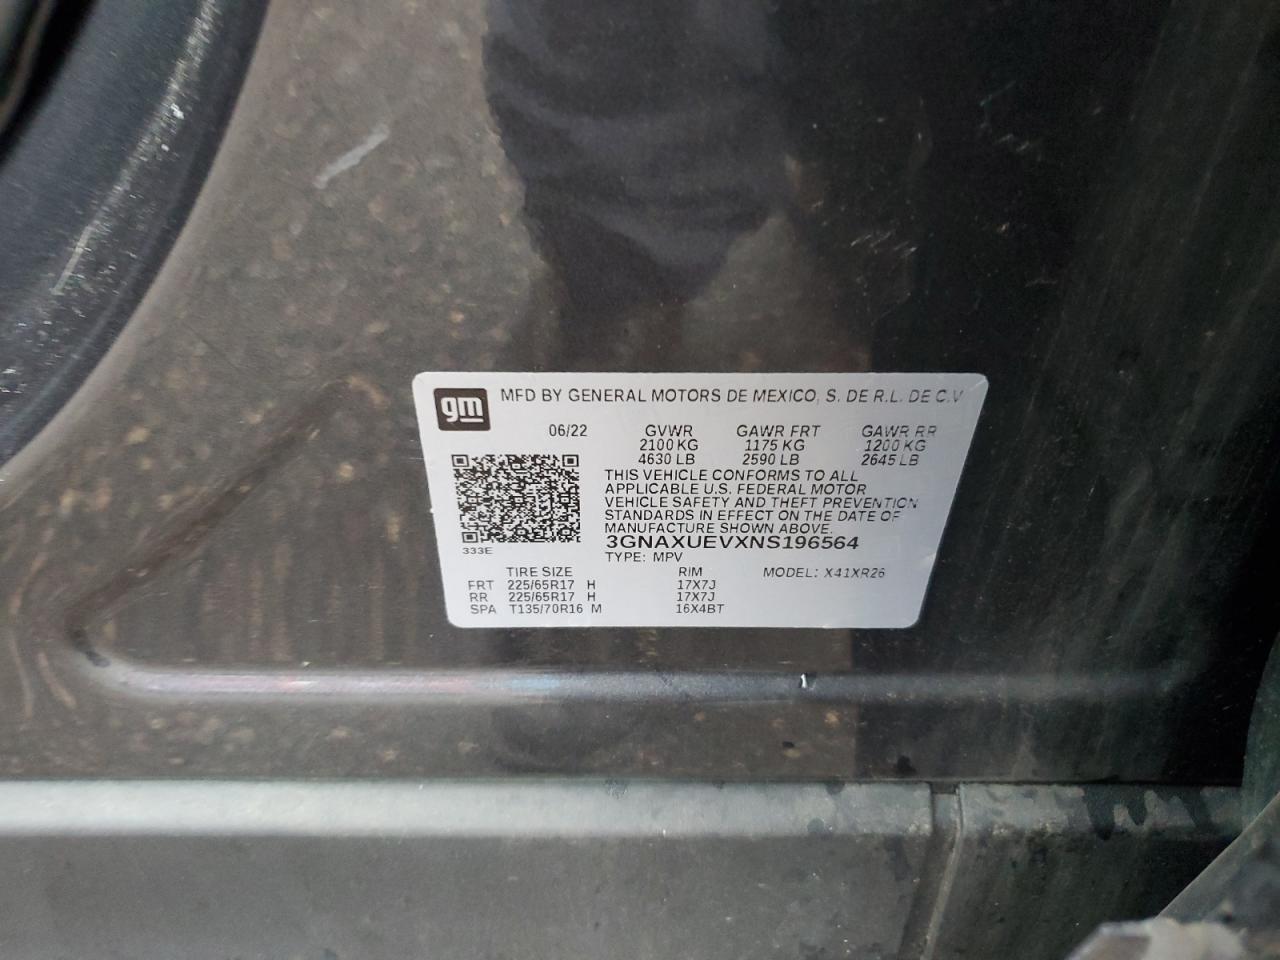 gm MFD BY GENERAL MOTORS DE MEXICO, S. DE R.L. DE C.V
06/22 GVWR GAWR FRT GAWR RR
2100 KG 1175 KG 1200 KG
4630 LB 2590 LB 2645 LB
THIS VEHICLE CONFORMS TO ALL
APPLICABLE U.S. FEDERAL MOTOR
VEHICLE SAFETY AND THEFT PREVENTION
STANDARDS IN EFFECT ON THE DATE OF
MANUFACTURE SHOWN ABOVE.
3GNAXUEVXNS196564
333E
TYPE: MPV
TIRE SIZE RIM MODEL: X41XR26
FRT 225/65R17 H 17X7J
RR 225/65R17 H 17X7J
SPA T135/70R16 M 16X4BT